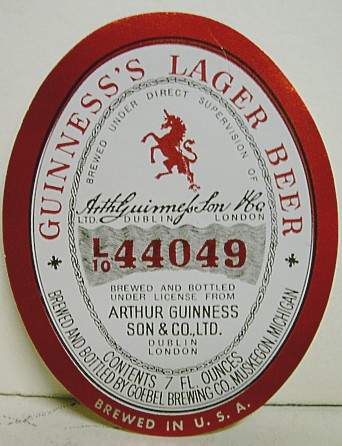 GUINNESS'S LAGER BEER
BREWED UNDER DIRECT SUPERVISION OF
Arth Guinness Son & Co
LTD. DUBLIN LONDON
L/10 44049
BREWED AND BOTTLED
UNDER LICENSE FROM
ARTHUR GUINNESS
SON & CO., LTD.
DUBLIN
LONDON
CONTENTS 7 FL. OUNCES
BREWED AND BOTTLED BY GOEBEL BREWING CO., MUSKEGON, MICHIGAN
BREWED IN U. S. A.